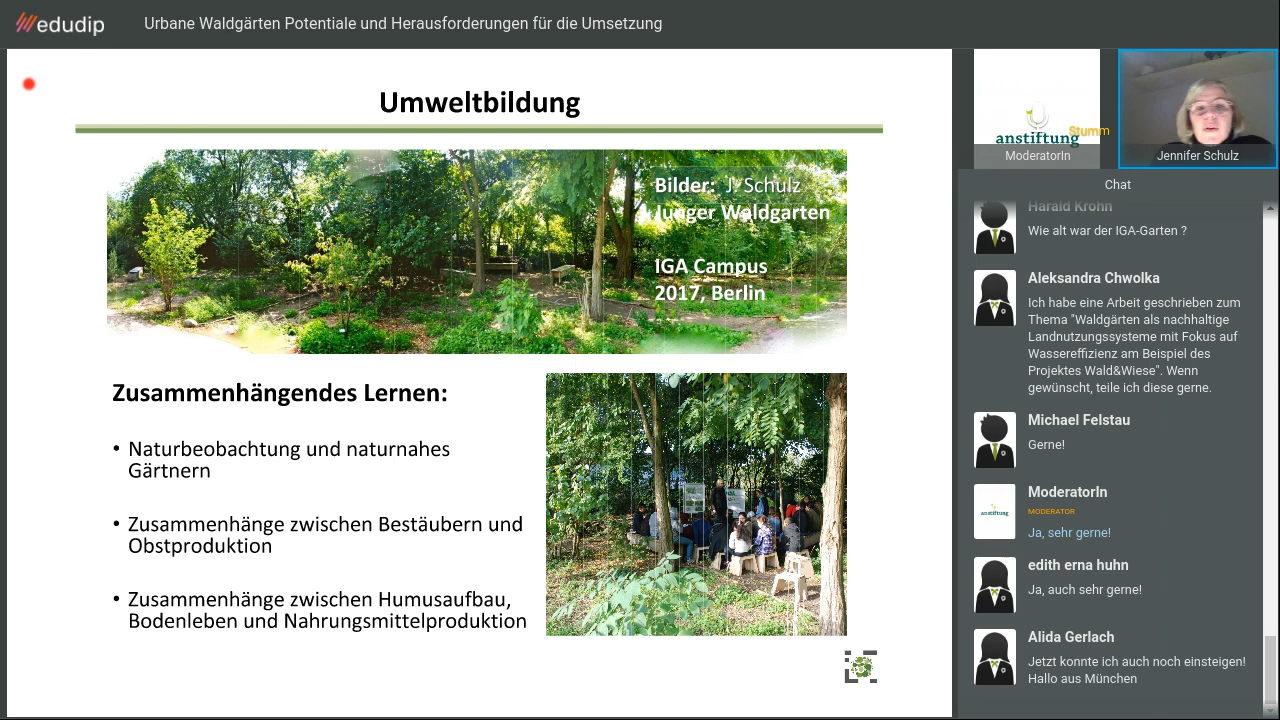 edudip
Urbane Waldgärten Potentiale und Herausforderungen für die Umsetzung
Umweltbildung
Bilder: J. Schulz
Junger Waldgarten
IGA Campus
2017, Berlin
Zusammenhängendes Lernen:
• Naturbeobachtung und naturnahes
Gärtnern
• Zusammenhänge zwischen Bestäubern und
Obstproduktion
• Zusammenhänge zwischen Humusaufbau,
Bodenleben und Nahrungsmittelproduktion
anstiftung
Stumm
ModeratorIn
Jennifer Schulz
Chat
Harald Krohn
Wie alt war der IGA-Garten ?
Aleksandra Chwolka
Ich habe eine Arbeit geschrieben zum
Thema "Waldgärten als nachhaltige
Landnutzungssysteme mit Fokus auf
Wassereffizienz am Beispiel des
Projektes Wald&Wiese". Wenn
gewünscht, teile ich diese gerne.
Michael Felstau
Gerne!
anstiftung
ModeratorIn
MODERATOR
Ja, sehr gerne!
edith erna huhn
Ja, auch sehr gerne!
Alida Gerlach
Jetzt konnte ich auch noch einsteigen!
Hallo aus München